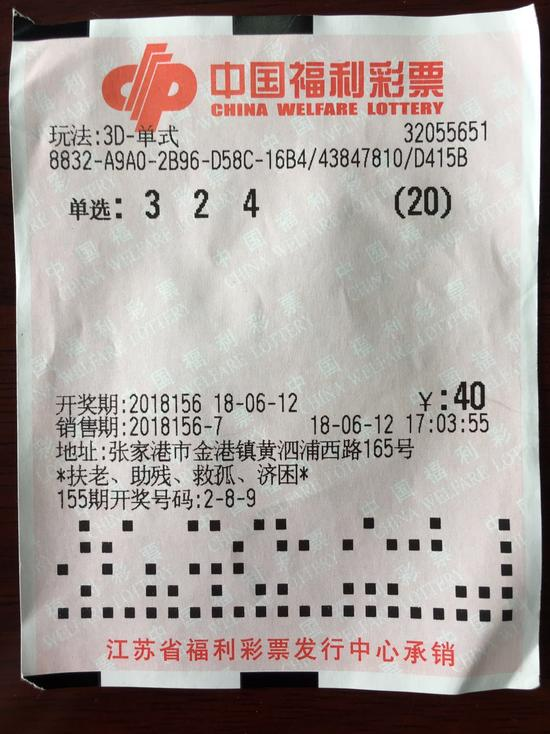 中国福利彩票
CHINA WELFARE LOTTERY
玩法:3D-单式 32055651
8832-A9A0-2B96-D58C-16B4/43847810/D415B
单选: 3 2 4 (20)
开奖期:2018156 18-06-12 ￥:40
销售期:2018156-7 18-06-12 17:03:55
地址:张家港市金港镇黄泗浦西路165号
*扶老、助残、救孤、济困*
155期开奖号码:2-8-9
江苏省福利彩票发行中心承销